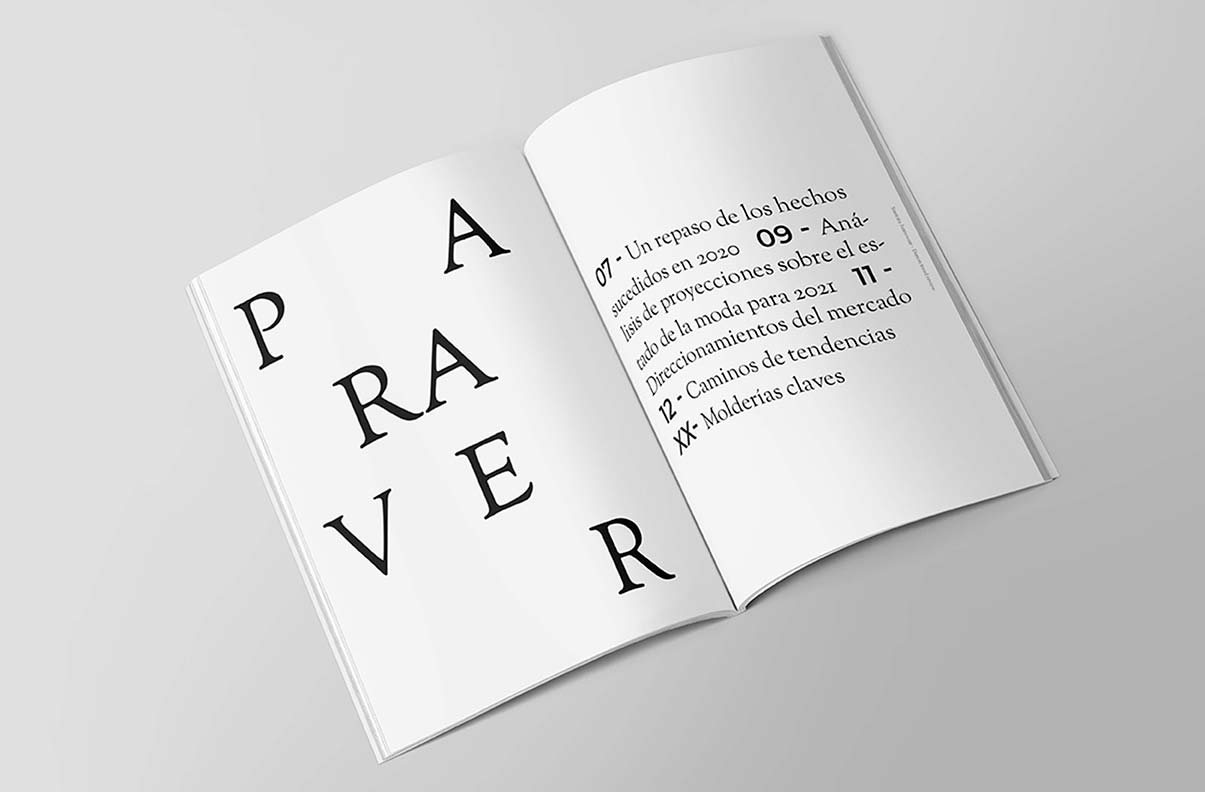 P A
RA
V E
R
07 - Un repaso de los hechos
sucedidos en 2020 09 - Aná-
lisis de proyecciones sobre el es-
tado de la moda para 2021 11 -
Direccionamientos del mercado
12 - Caminos de tendencias
XX- Molderías claves